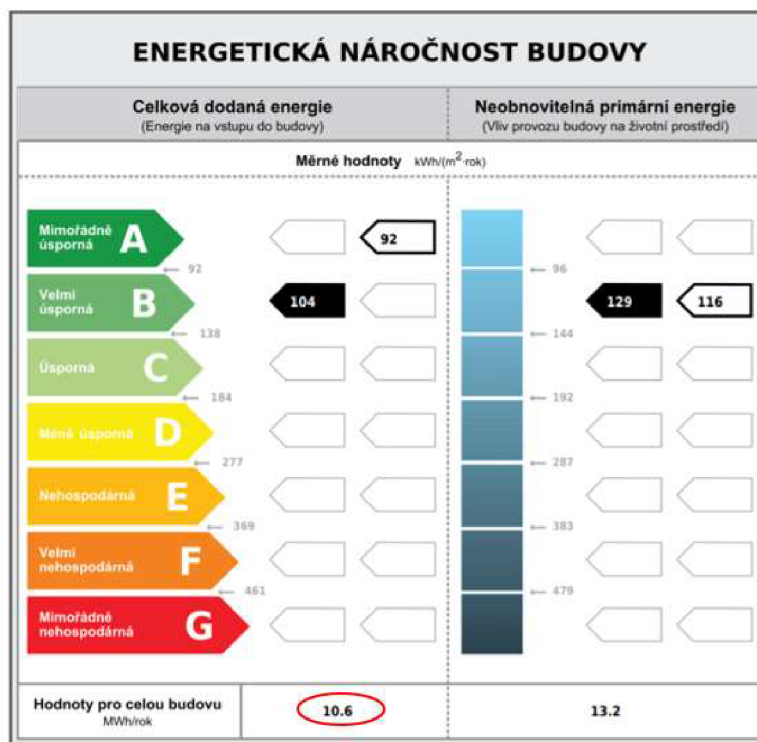 ENERGETICKÁ NÁROČNOST BUDOVY
Celková dodaná energie
(Energie na vstupu do budovy)
Neobnovitelná primární energie
(Vliv provozu budovy na životní prostředí)
Měrné hodnoty kWh/(m²·rok)
Mimořádně
úsporná
A
92
92
96
Velmi
úsporná
B
104
129
116
138
144
Úsporná
C
184
192
Méně úsporná
D
277
287
Nehospodárná
E
369
383
Velmi
nehospodárná
F
461
479
Mimořádně
nehospodárná
G
Hodnoty pro celou budovu
MWh/rok
10.6
13.2